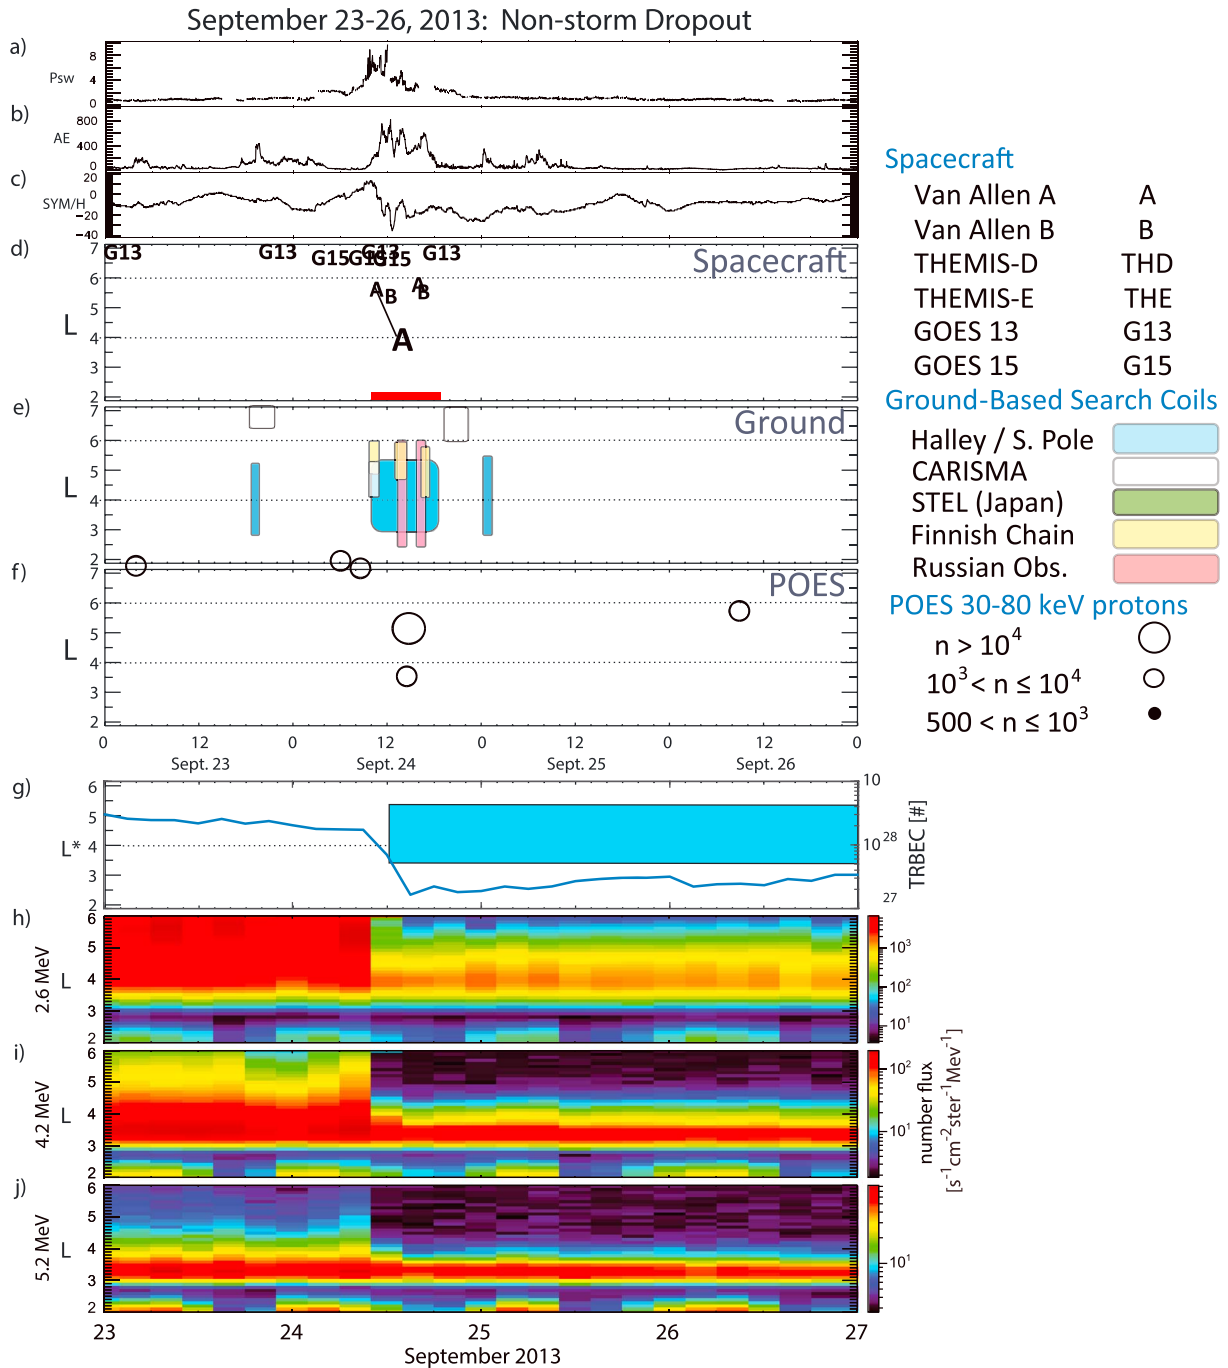 September 23-26, 2013: Non-storm Dropout
a)
Psw
8
4
0
b)
AE
800
400
0
c)
SYM/H
20
0
−20
−40
d)
L
7
6
5
4
3
2
G13
G13
G15
G13
G15
G13
A
B
A
B
A
Spacecraft
e)
L
7
6
5
4
3
2
Ground
f)
L
7
6
5
4
3
2
POES
0
12
0
12
0
12
0
12
0
Sept. 23
Sept. 24
Sept. 25
Sept. 26
Spacecraft
Van Allen A A
Van Allen B B
THEMIS-D THD
THEMIS-E THE
GOES 13 G13
GOES 15 G15
Ground-Based Search Coils
Halley / S. Pole
CARISMA
STEL (Japan)
Finnish Chain
Russian Obs.
POES 30-80 keV protons
n > 10⁴
10³ < n ≤ 10⁴
500 < n ≤ 10³
g)
L*
6
5
4
3
2
10
10²⁸
27
TRBEC [#]
h)
2.6 MeV
L
6
5
4
3
2
10³
10²
10¹
i)
4.2 MeV
L
6
5
4
3
2
10²
10¹
number flux
[s⁻¹cm⁻²ster⁻¹Mev⁻¹]
j)
5.2 MeV
L
6
5
4
3
2
10¹
23
24
25
26
27
September 2013